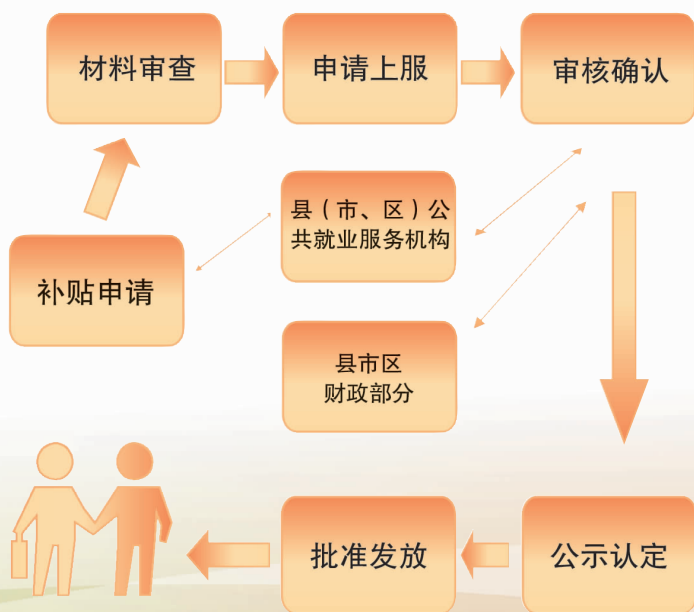 材料审查
申请上服
审核确认
县（市、区）公
共就业服务机构
补贴申请
县市区
财政部分
批准发放
公示认定